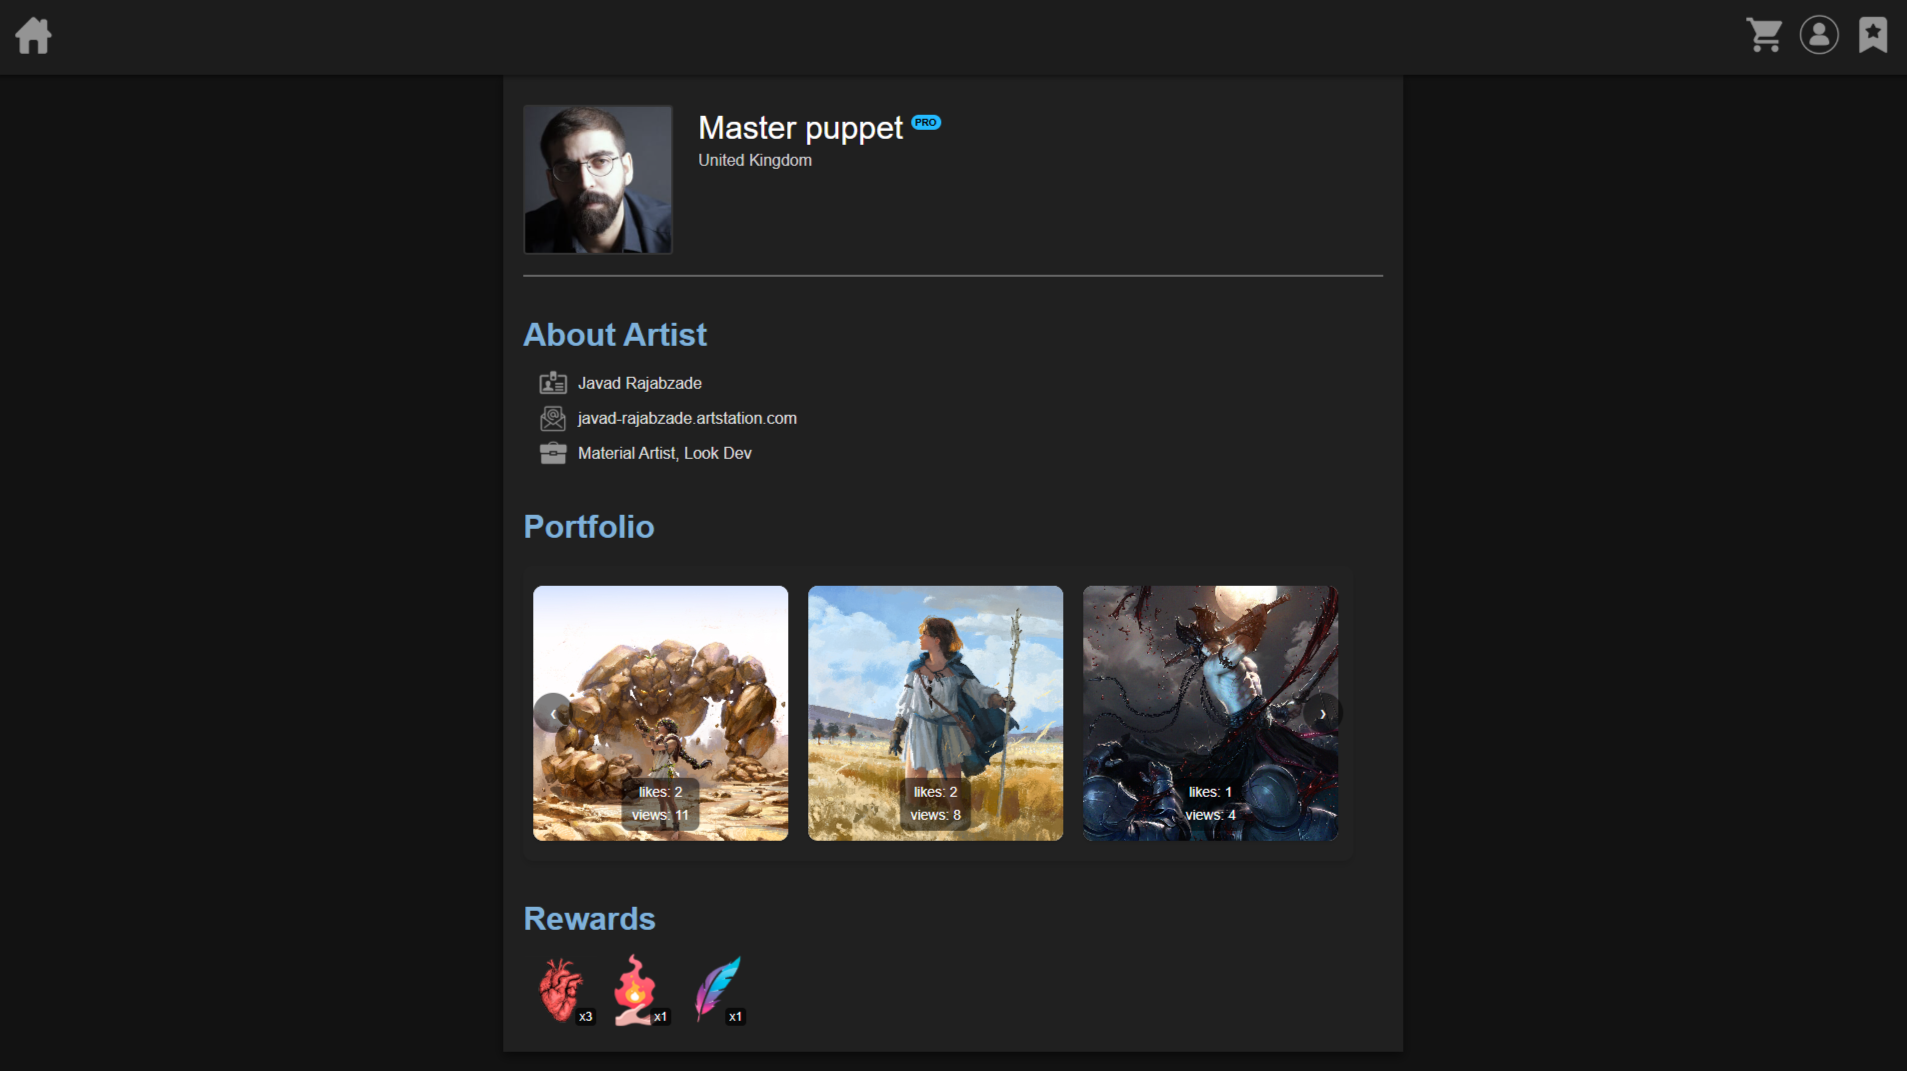 Master puppet PRO
United Kingdom
About Artist
Javad Rajabzade
javad-rajabzade.artstation.com
Material Artist, Look Dev
Portfolio
‹
›
likes: 2
views: 11
likes: 2
views: 8
likes: 1
views: 4
Rewards
x3
x1
x1